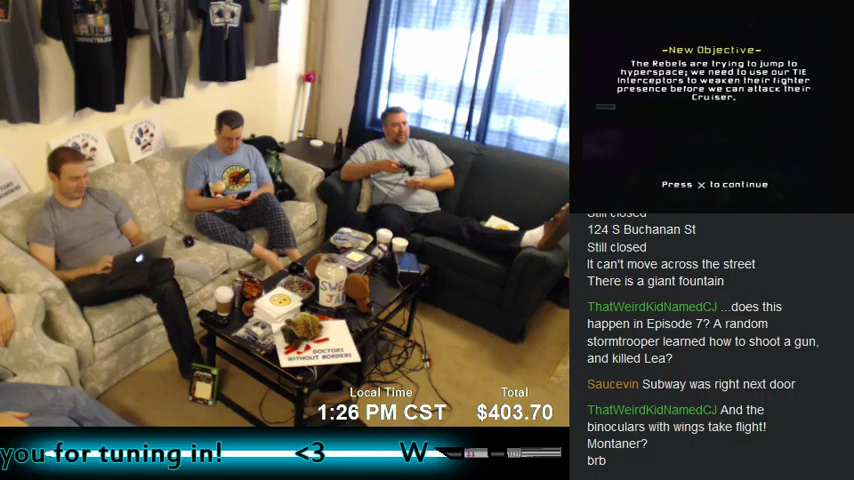 -New Objective-
The Rebels are trying to jump to
hyperspace; we need to use our TIE
Interceptors to weaken their fighter
presence before we can attack their
Cruiser.
Press X to continue
Still closed
124 S Buchanan St
Still closed
It can't move across the street
There is a giant fountain
ThatWeirdKidNamedCJ ...does this
happen in Episode 7? A random
stormtrooper learned how to shoot a gun,
and killed Lea?
Saucevin Subway was right next door
ThatWeirdKidNamedCJ And the
binoculars with wings take flight!
Montaner?
brb
DOCTORS
WITHOUT BORDERS
Local Time
1:26 PM CST
Total
$403.70
you for tuning in! <3 W